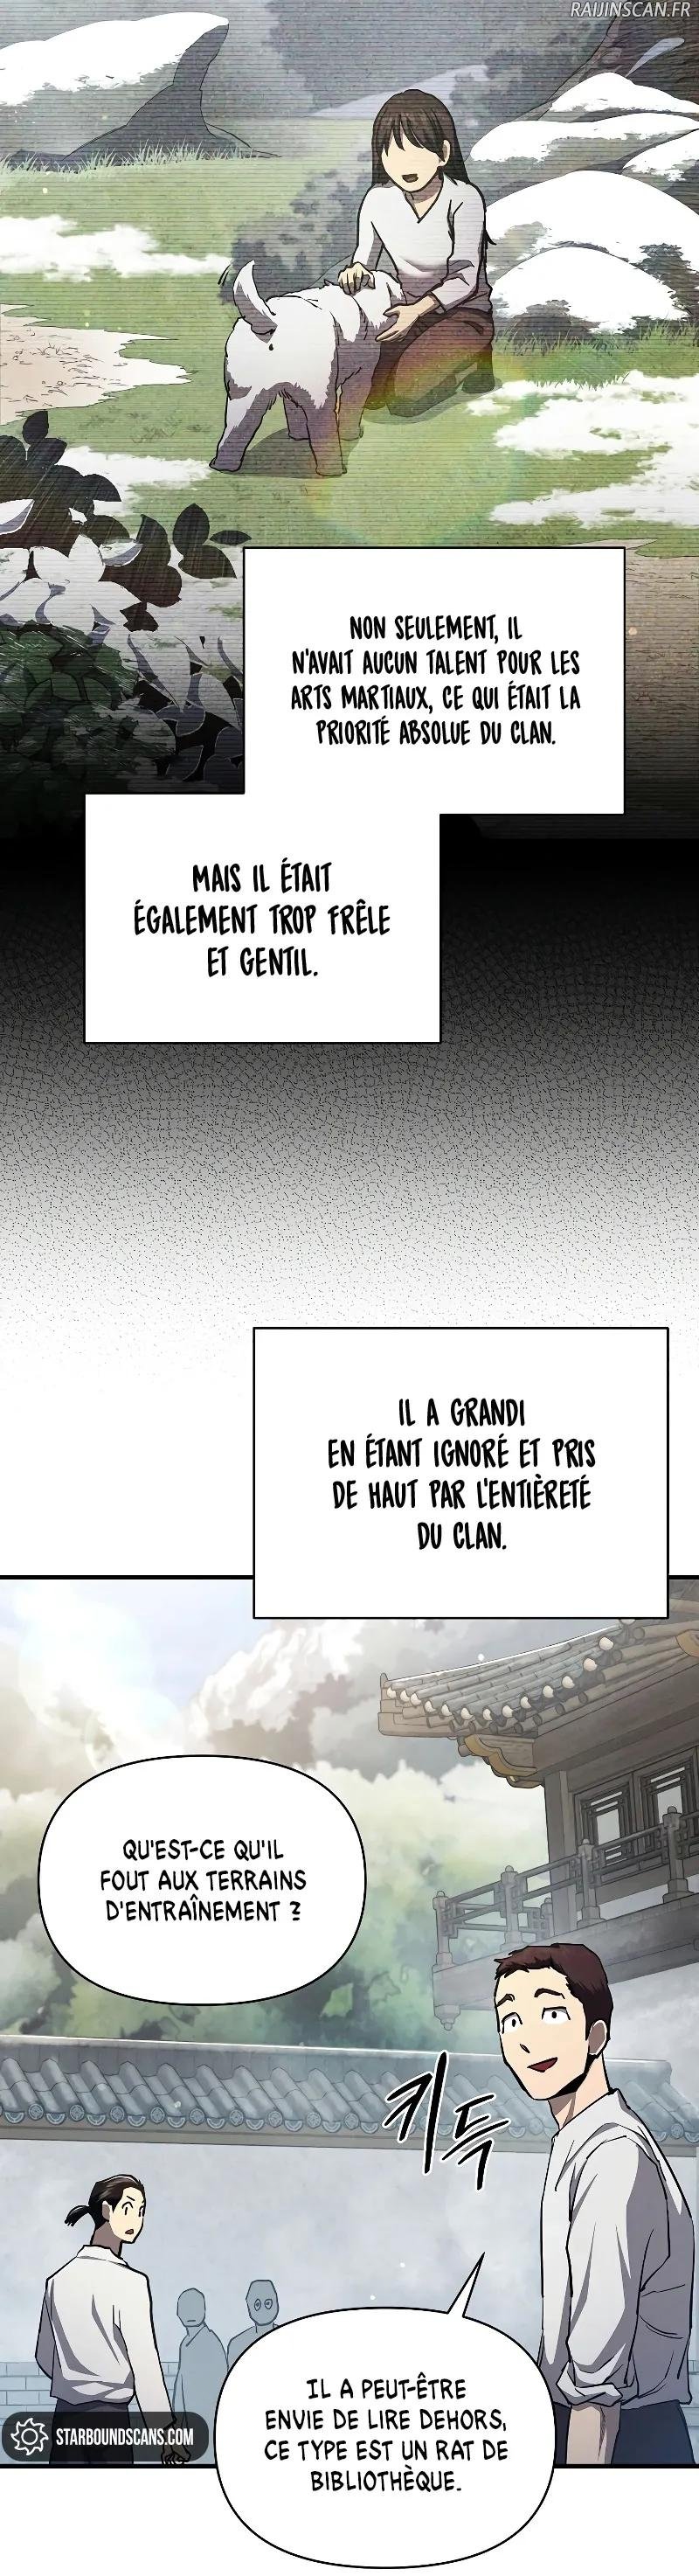 RAIJINSCAN.FR
NON SEULEMENT, IL
N'AVAIT AUCUN TALENT POUR LES
ARTS MARTIAUX, CE QUI ÉTAIT LA
PRIORITÉ ABSOLUE DU CLAN.
MAIS IL ÉTAIT
ÉGALEMENT TROP FRÊLE
ET GENTIL.
IL A GRANDI
EN ÉTANT IGNORÉ ET PRIS
DE HAUT PAR L'ENTIÈRETÉ
DU CLAN.
QU'EST-CE QU'IL
FOUT AUX TERRAINS
D'ENTRAÎNEMENT ?
키득
IL A PEUT-ÊTRE
ENVIE DE LIRE DEHORS,
CE TYPE EST UN RAT DE
BIBLIOTHÈQUE.
STARBOUNDSCANS.COM